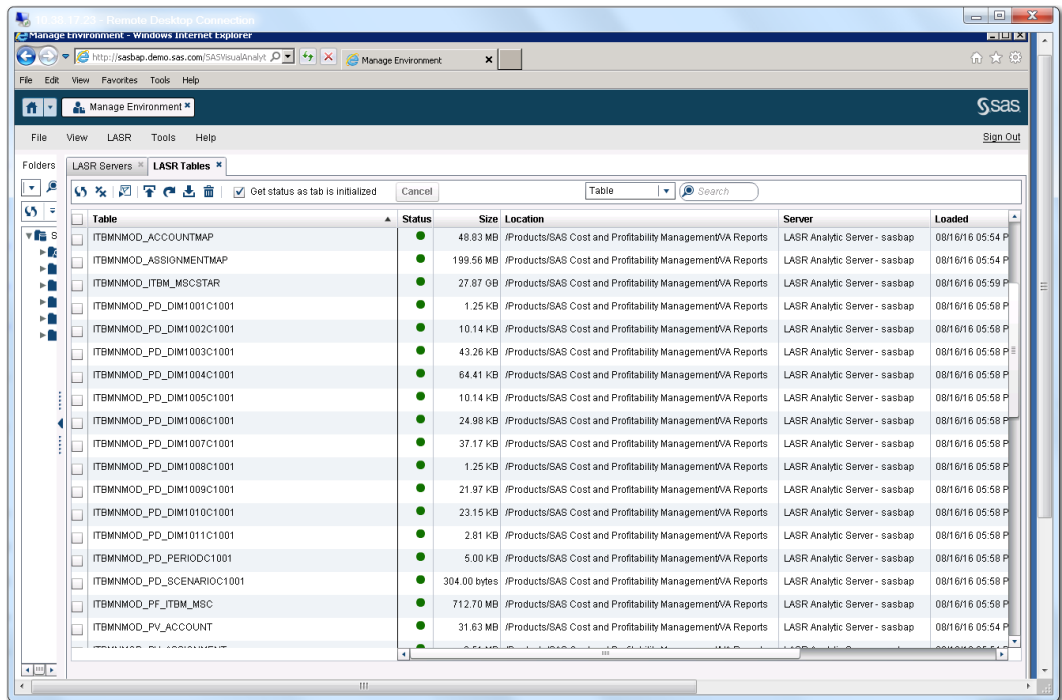 10.38.17.23 - Remote Desktop Connection
Manage Environment - Windows Internet Explorer
http://sasbap.demo.sas.com/SASVisualAnalyt
Manage Environment
File Edit View Favorites Tools Help
Manage Environment
sas
File View LASR Tools Help Sign Out
Folders LASR Servers LASR Tables
Get status as tab is initialized Cancel Table Search
Table Status Size Location Server Loaded
ITBMNMOD_ACCOUNTMAP 48.83 MB /Products/SAS Cost and Profitability Management/VA Reports LASR Analytic Server - sasbap 08/16/16 05:54 P
ITBMNMOD_ASSIGNMENTMAP 199.56 MB /Products/SAS Cost and Profitability Management/VA Reports LASR Analytic Server - sasbap 08/16/16 05:54 P
ITBMNMOD_ITBM_MSCSTAR 27.87 GB /Products/SAS Cost and Profitability Management/VA Reports LASR Analytic Server - sasbap 08/16/16 05:59 P
ITBMNMOD_PD_DIM1001C1001 1.25 KB /Products/SAS Cost and Profitability Management/VA Reports LASR Analytic Server - sasbap 08/16/16 05:58 P
ITBMNMOD_PD_DIM1002C1001 10.14 KB /Products/SAS Cost and Profitability Management/VA Reports LASR Analytic Server - sasbap 08/16/16 05:58 P
ITBMNMOD_PD_DIM1003C1001 43.26 KB /Products/SAS Cost and Profitability Management/VA Reports LASR Analytic Server - sasbap 08/16/16 05:58 P
ITBMNMOD_PD_DIM1004C1001 64.41 KB /Products/SAS Cost and Profitability Management/VA Reports LASR Analytic Server - sasbap 08/16/16 05:58 P
ITBMNMOD_PD_DIM1005C1001 10.14 KB /Products/SAS Cost and Profitability Management/VA Reports LASR Analytic Server - sasbap 08/16/16 05:58 P
ITBMNMOD_PD_DIM1006C1001 24.98 KB /Products/SAS Cost and Profitability Management/VA Reports LASR Analytic Server - sasbap 08/16/16 05:58 P
ITBMNMOD_PD_DIM1007C1001 37.17 KB /Products/SAS Cost and Profitability Management/VA Reports LASR Analytic Server - sasbap 08/16/16 05:58 P
ITBMNMOD_PD_DIM1008C1001 1.25 KB /Products/SAS Cost and Profitability Management/VA Reports LASR Analytic Server - sasbap 08/16/16 05:58 P
ITBMNMOD_PD_DIM1009C1001 21.97 KB /Products/SAS Cost and Profitability Management/VA Reports LASR Analytic Server - sasbap 08/16/16 05:58 P
ITBMNMOD_PD_DIM1010C1001 23.15 KB /Products/SAS Cost and Profitability Management/VA Reports LASR Analytic Server - sasbap 08/16/16 05:58 P
ITBMNMOD_PD_DIM1011C1001 2.81 KB /Products/SAS Cost and Profitability Management/VA Reports LASR Analytic Server - sasbap 08/16/16 05:58 P
ITBMNMOD_PD_PERIODC1001 5.00 KB /Products/SAS Cost and Profitability Management/VA Reports LASR Analytic Server - sasbap 08/16/16 05:58 P
ITBMNMOD_PD_SCENARIOC1001 304.00 bytes /Products/SAS Cost and Profitability Management/VA Reports LASR Analytic Server - sasbap 08/16/16 05:58 P
ITBMNMOD_PF_ITBM_MSC 712.70 MB /Products/SAS Cost and Profitability Management/VA Reports LASR Analytic Server - sasbap 08/16/16 05:58 P
ITBMNMOD_PV_ACCOUNT 31.63 MB /Products/SAS Cost and Profitability Management/VA Reports LASR Analytic Server - sasbap 08/16/16 05:54 P